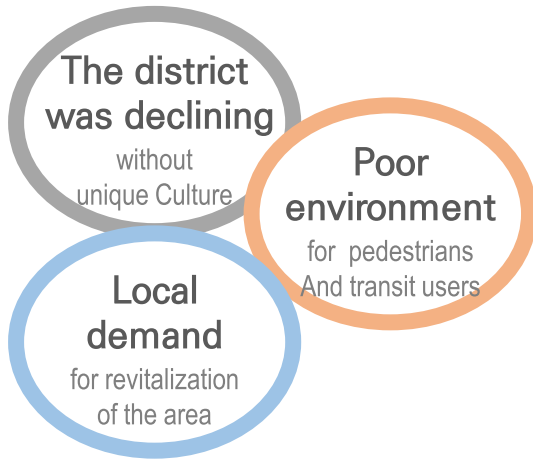 The district
was declining
without
unique Culture
Poor
environment
for pedestrians
And transit users
Local
demand
for revitalization
of the area